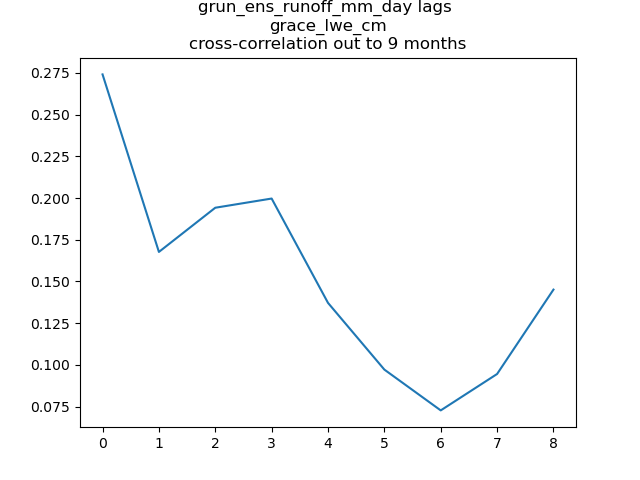 grun_ens_runoff_mm_day lags
grace_lwe_cm
cross-correlation out to 9 months
0.275
0.250
0.225
0.200
0.175
0.150
0.125
0.100
0.075
0 1 2 3 4 5 6 7 8